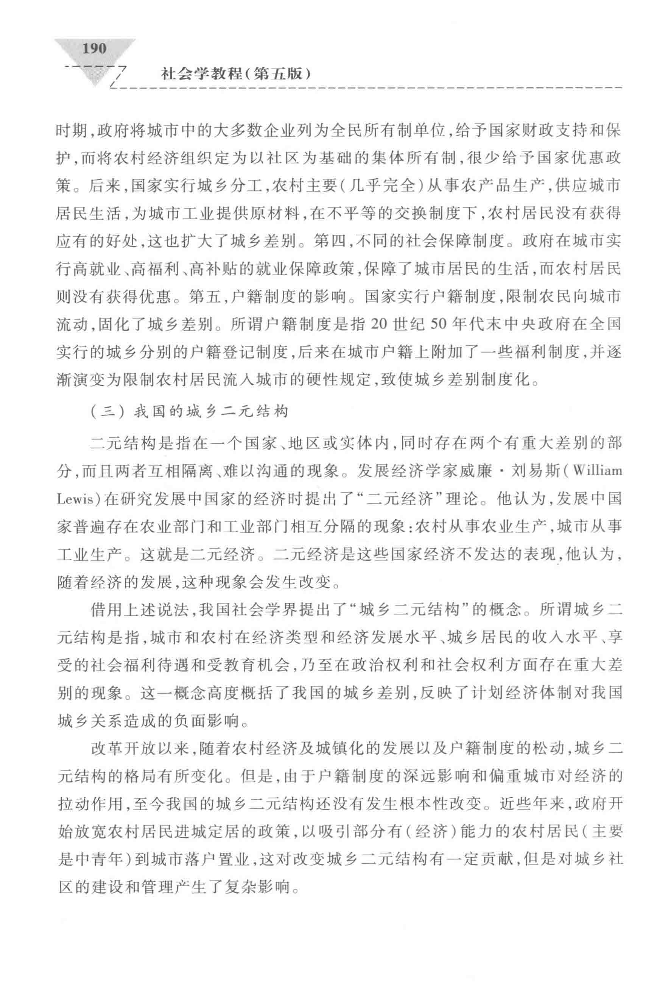 190
社会学教程(第五版)
时期,政府将城市中的大多数企业列为全民所有制单位,给予国家财政支持和保
护,而将农村经济组织定为以社区为基础的集体所有制,很少给予国家优惠政
策。后来,国家实行城乡分工,农村主要(几乎完全)从事农产品生产,供应城市
居民生活,为城市工业提供原材料,在不平等的交换制度下,农村居民没有获得
应有的好处,这也扩大了城乡差别。第四,不同的社会保障制度。政府在城市实
行高就业、高福利、高补贴的就业保障政策,保障了城市居民的生活,而农村居民
则没有获得优惠。第五,户籍制度的影响。国家实行户籍制度,限制农民向城市
流动,固化了城乡差别。所谓户籍制度是指 20 世纪 50 年代末中央政府在全国
实行的城乡分别的户籍登记制度,后来在城市户籍上附加了一些福利制度,并逐
渐演变为限制农村居民流入城市的硬性规定,致使城乡差别制度化。
(三) 我国的城乡二元结构
二元结构是指在一个国家、地区或实体内,同时存在两个有重大差别的部
分,而且两者互相隔离、难以沟通的现象。发展经济学家威廉·刘易斯(William
Lewis)在研究发展中国家的经济时提出了“二元经济”理论。他认为,发展中国
家普遍存在农业部门和工业部门相互分隔的现象:农村从事农业生产,城市从事
工业生产。这就是二元经济。二元经济是这些国家经济不发达的表现,他认为,
随着经济的发展,这种现象会发生改变。
借用上述说法,我国社会学界提出了“城乡二元结构”的概念。所谓城乡二
元结构是指,城市和农村在经济类型和经济发展水平、城乡居民的收入水平、享
受的社会福利待遇和受教育机会,乃至在政治权利和社会权利方面存在重大差
别的现象。这一概念高度概括了我国的城乡差别,反映了计划经济体制对我国
城乡关系造成的负面影响。
改革开放以来,随着农村经济及城镇化的发展以及户籍制度的松动,城乡二
元结构的格局有所变化。但是,由于户籍制度的深远影响和偏重城市对经济的
拉动作用,至今我国的城乡二元结构还没有发生根本性改变。近些年来,政府开
始放宽农村居民进城定居的政策,以吸引部分有(经济)能力的农村居民(主要
是中青年)到城市落户置业,这对改变城乡二元结构有一定贡献,但是对城乡社
区的建设和管理产生了复杂影响。